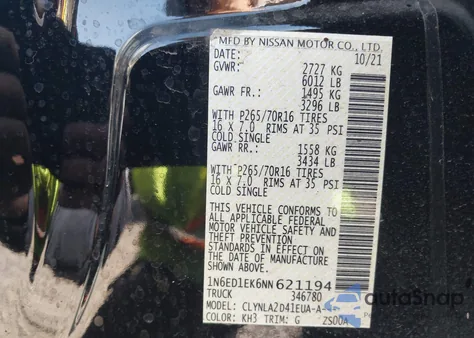 MFD BY NISSAN MOTOR CO., LTD.
DATE: 10/21
GVWR: 2727 KG
6012 LB
GAWR FR.: 1495 KG
3296 LB
WITH P265/70R16 TIRES
16 X 7.0 RIMS AT 35 PSI
COLD SINGLE
GAWR RR.: 1558 KG
3434 LB
WITH P265/70R16 TIRES
16 X 7.0 RIMS AT 35 PSI
COLD SINGLE
THIS VEHICLE CONFORMS TO
ALL APPLICABLE FEDERAL
MOTOR VEHICLE SAFETY AND
THEFT PREVENTION
STANDARDS IN EFFECT ON
THE DATE OF MANUFACTURE
SHOWN ABOVE.
1N6ED1EK6NN621194
TRUCK 346780
MODEL: CLYNLAZD41EUA-A-
COLOR: KH3 TRIM: G ZS00A
autoSnap